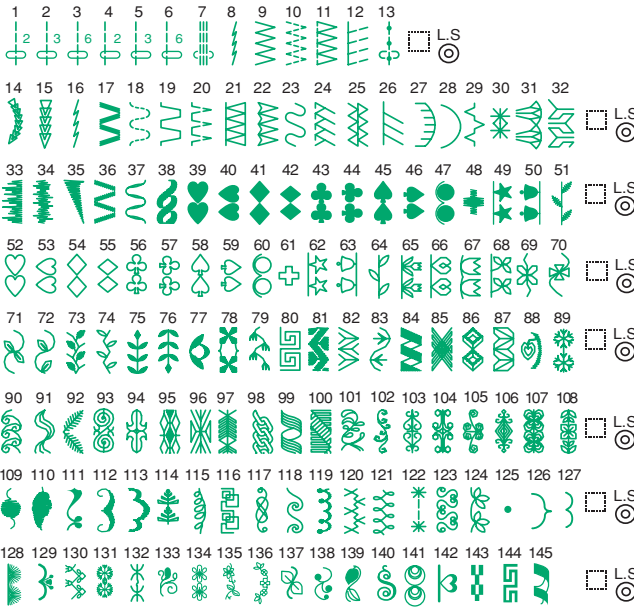 1 2 3 4 5 6 7 8 9 10 11 12 13
2 3 6 2 3 6 L.S
14 15 16 17 18 19 20 21 22 23 24 25 26 27 28 29 30 31 32
L.S
33 34 35 36 37 38 39 40 41 42 43 44 45 46 47 48 49 50 51
L.S
52 53 54 55 56 57 58 59 60 61 62 63 64 65 66 67 68 69 70
L.S
71 72 73 74 75 76 77 78 79 80 81 82 83 84 85 86 87 88 89
L.S
90 91 92 93 94 95 96 97 98 99 100 101 102 103 104 105 106 107 108
L.S
109 110 111 112 113 114 115 116 117 118 119 120 121 122 123 124 125 126 127
L.S
128 129 130 131 132 133 134 135 136 137 138 139 140 141 142 143 144 145
L.S